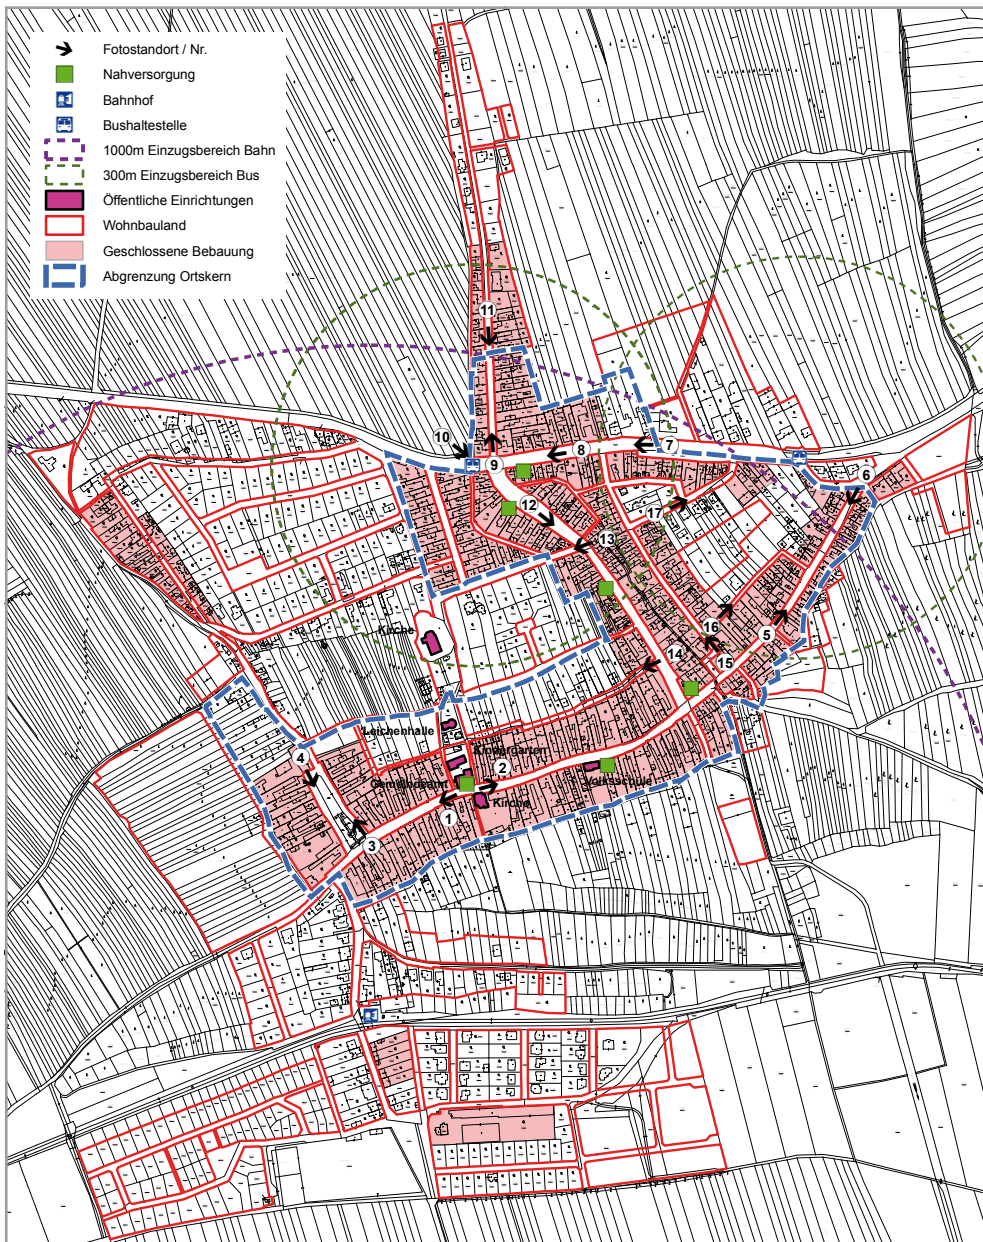 Fotostandort / Nr.
Nahversorgung
Bahnhof
Bushaltestelle
1000m Einzugsbereich Bahn
300m Einzugsbereich Bus
Öffentliche Einrichtungen
Wohnbauland
Geschlossene Bebauung
Abgrenzung Ortskern
11
10
9
8
7
6
12
17
13
16
5
Kirche
14
15
Leichenhalle
Kindergarten
4
2
Gemeindeamt
Volksschule
Kirche
1
3